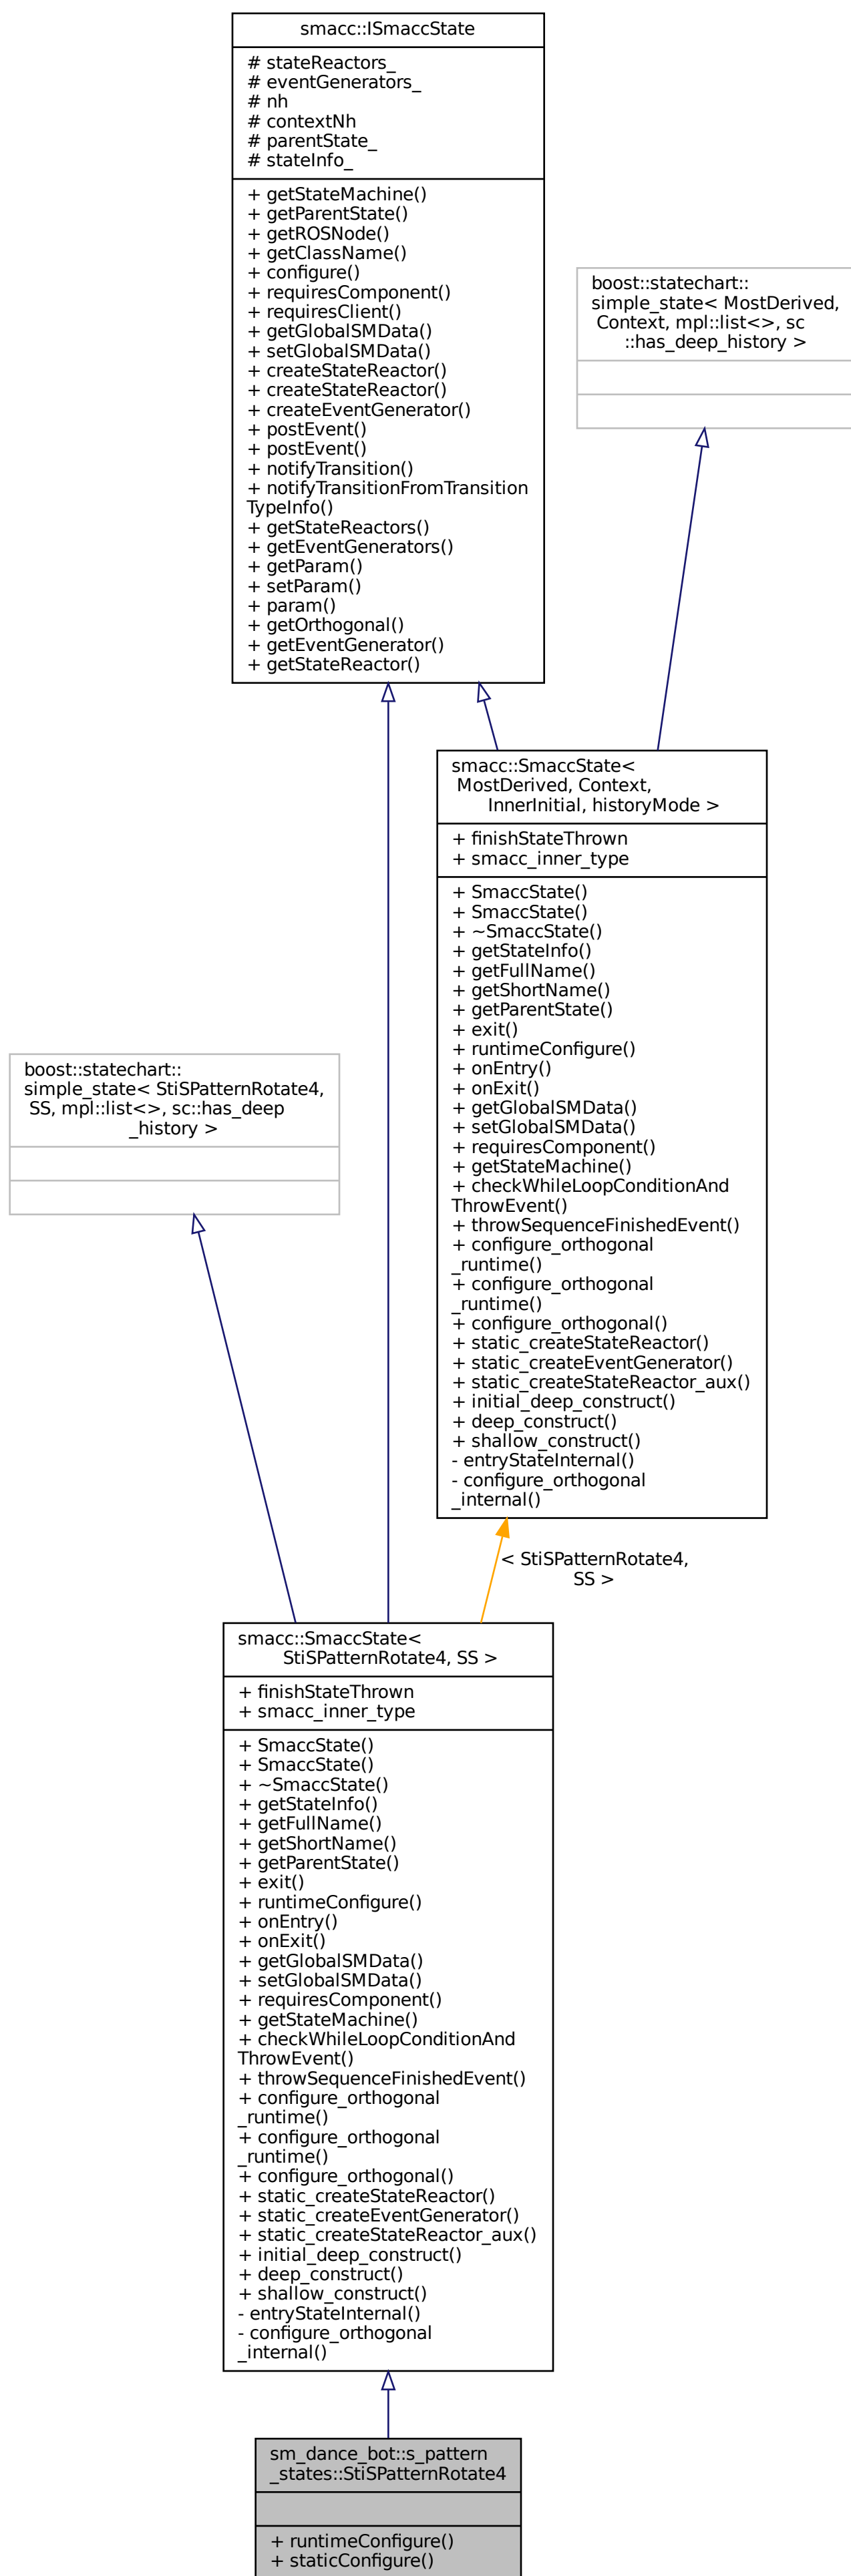 smacc::ISmaccState
# stateReactors_
# eventGenerators_
# nh
# contextNh
# parentState_
# stateInfo_
+ getStateMachine()
+ getParentState()
+ getROSNode()
+ getClassName()
+ configure()
+ requiresComponent()
+ requiresClient()
+ getGlobalSMData()
+ setGlobalSMData()
+ createStateReactor()
+ createStateReactor()
+ createEventGenerator()
+ postEvent()
+ postEvent()
+ notifyTransition()
+ notifyTransitionFromTransition
TypeInfo()
+ getStateReactors()
+ getEventGenerators()
+ getParam()
+ setParam()
+ param()
+ getOrthogonal()
+ getEventGenerator()
+ getStateReactor()
boost::statechart::
simple_state< MostDerived,
Context, mpl::list<>, sc
::has_deep_history >
smacc::SmaccState<
MostDerived, Context,
InnerInitial, historyMode >
+ finishStateThrown
+ smacc_inner_type
+ SmaccState()
+ SmaccState()
+ ~SmaccState()
+ getStateInfo()
+ getFullName()
+ getShortName()
+ getParentState()
+ exit()
+ runtimeConfigure()
+ onEntry()
+ onExit()
+ getGlobalSMData()
+ setGlobalSMData()
+ requiresComponent()
+ getStateMachine()
+ checkWhileLoopConditionAnd
ThrowEvent()
+ throwSequenceFinishedEvent()
+ configure_orthogonal
_runtime()
+ configure_orthogonal
_runtime()
+ configure_orthogonal()
+ static_createStateReactor()
+ static_createEventGenerator()
+ static_createStateReactor_aux()
+ initial_deep_construct()
+ deep_construct()
+ shallow_construct()
- entryStateInternal()
- configure_orthogonal
_internal()
boost::statechart::
simple_state< StiSPatternRotate4,
SS, mpl::list<>, sc::has_deep
_history >
< StiSPatternRotate4,
SS >
smacc::SmaccState<
StiSPatternRotate4, SS >
+ finishStateThrown
+ smacc_inner_type
+ SmaccState()
+ SmaccState()
+ ~SmaccState()
+ getStateInfo()
+ getFullName()
+ getShortName()
+ getParentState()
+ exit()
+ runtimeConfigure()
+ onEntry()
+ onExit()
+ getGlobalSMData()
+ setGlobalSMData()
+ requiresComponent()
+ getStateMachine()
+ checkWhileLoopConditionAnd
ThrowEvent()
+ throwSequenceFinishedEvent()
+ configure_orthogonal
_runtime()
+ configure_orthogonal
_runtime()
+ configure_orthogonal()
+ static_createStateReactor()
+ static_createEventGenerator()
+ static_createStateReactor_aux()
+ initial_deep_construct()
+ deep_construct()
+ shallow_construct()
- entryStateInternal()
- configure_orthogonal
_internal()
sm_dance_bot::s_pattern
_states::StiSPatternRotate4
+ runtimeConfigure()
+ staticConfigure()